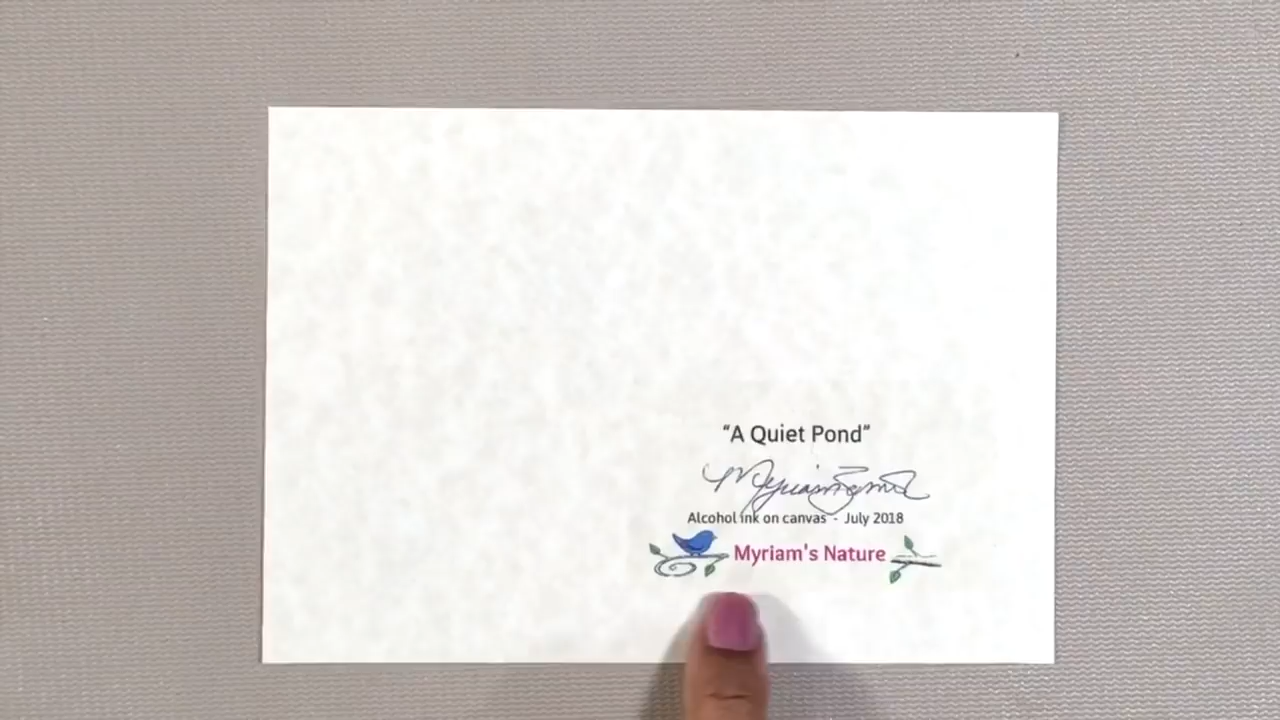 “A Quiet Pond”
Alcohol ink on canvas - July 2018
Myriam's Nature